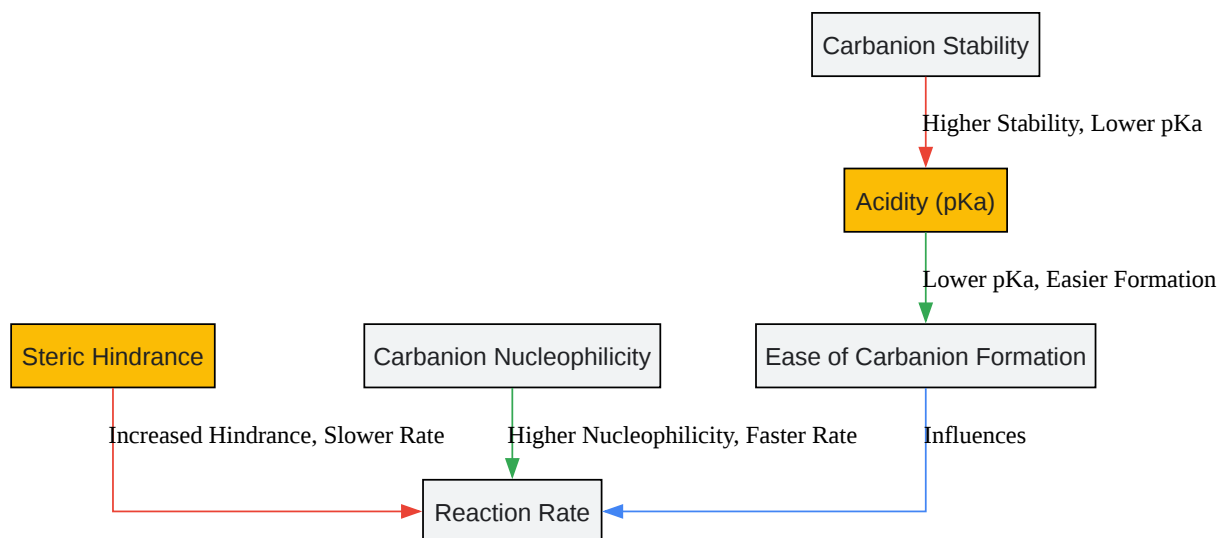 Carbanion Stability
Higher Stability, Lower pKa
Acidity (pKa)
Lower pKa, Easier Formation
Steric Hindrance
Carbanion Nucleophilicity
Ease of Carbanion Formation
Increased Hindrance, Slower Rate
Higher Nucleophilicity, Faster Rate
Influences
Reaction Rate